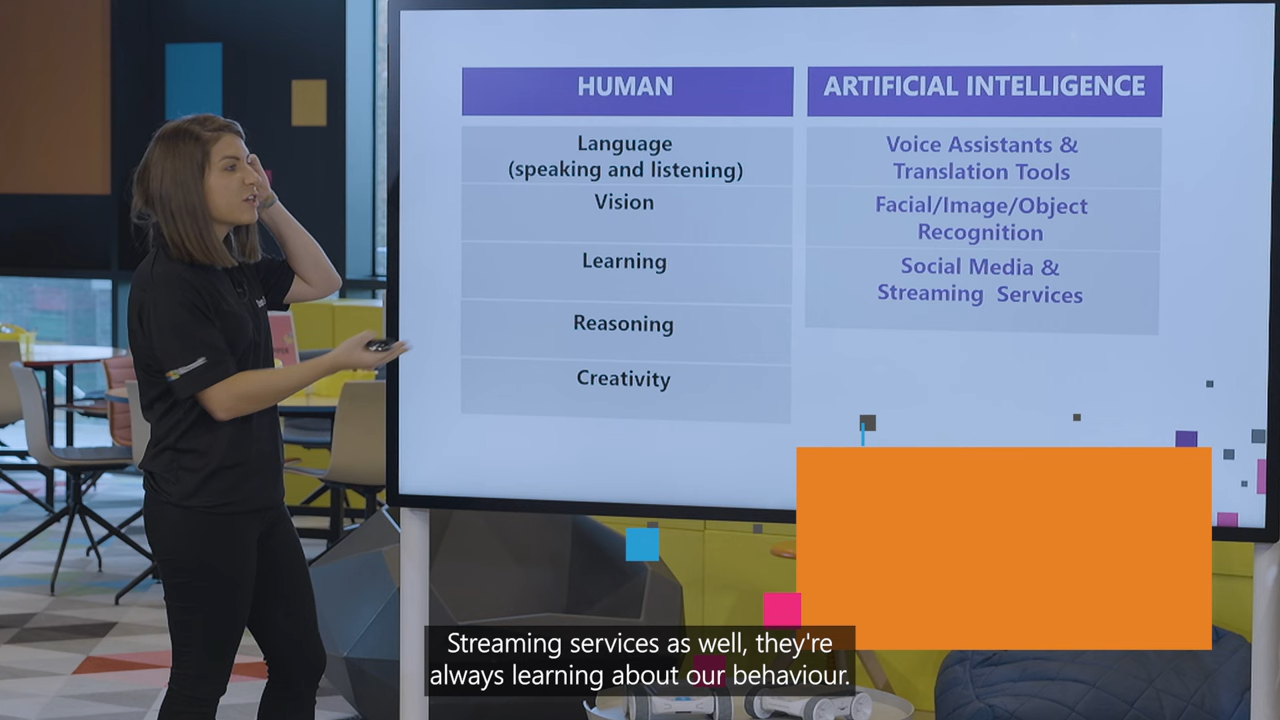 HUMAN
Language
(speaking and listening)
Vision
Learning
Reasoning
Creativity
ARTIFICIAL INTELLIGENCE
Voice Assistants &
Translation Tools
Facial/Image/Object
Recognition
Social Media &
Streaming Services
Streaming services as well, they're
always learning about our behaviour.